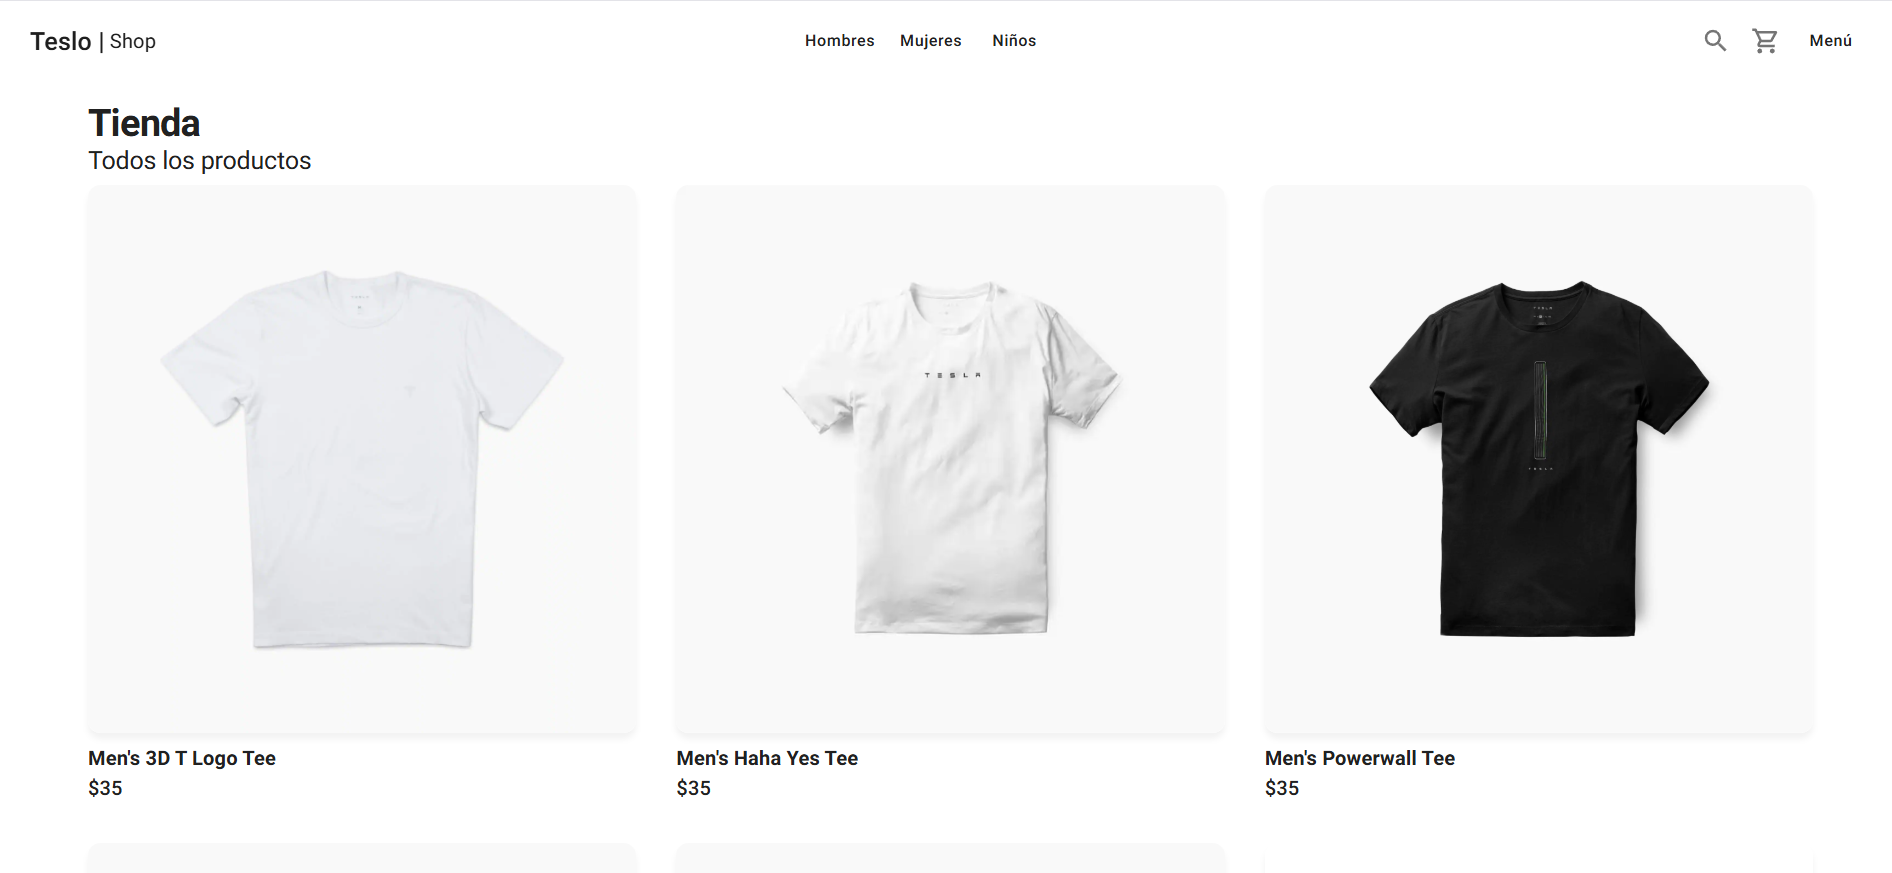 Teslo | Shop
Hombres Mujeres Niños
Menú
Tienda
Todos los productos
TESLA
Men's 3D T Logo Tee
$35
Men's Haha Yes Tee
$35
Men's Powerwall Tee
$35